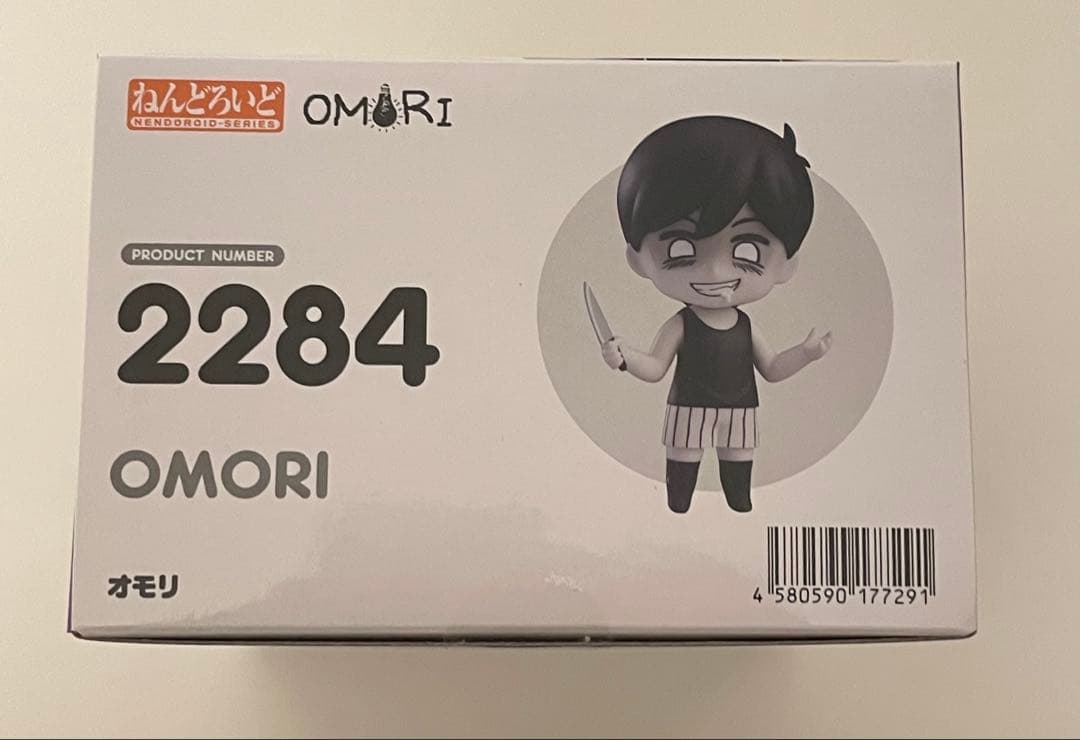 ねんどろいど
NENDOROID-SERIES
OMORI
PRODUCT NUMBER
2284
OMORI
オモリ
4 580590 177291